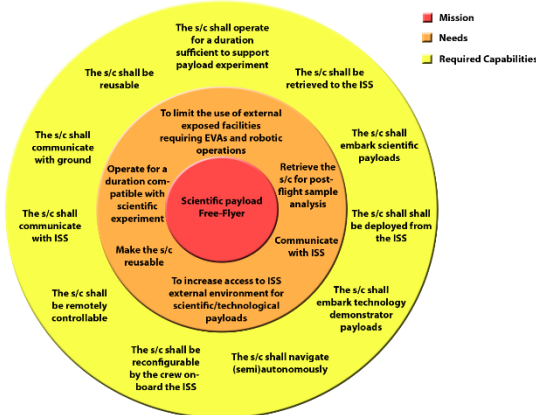 Mission
Needs
Required Capabilities
The s/c shall operate
for a duration
sufficient to support
payload experiment
The s/c shall be
retrieved to the ISS
The s/c shall
embark scientific
payloads
The s/c shall shall
be deployed from
the ISS
The s/c shall
embark technology
demonstrator
payloads
The s/c shall navigate
(semi)autonomously
The s/c shall be
reconfigurable
by the crew on-
board the ISS
The s/c shall
be remotely
controllable
The s/c shall
communicate
with ISS
The s/c shall
communicate
with ground
The s/c shall be
reusable
To limit the use of external
exposed facilities
requiring EVAs and robotic
operations
Retrieve the
s/c for post-
flight sample
analysis
Communicate
with ISS
To increase access to ISS
external environment for
scientific/technological
payloads
Make the s/c
reusable
Operate for a
duration com-
patible with
scientific
experiment
Scientific payload
Free-Flyer